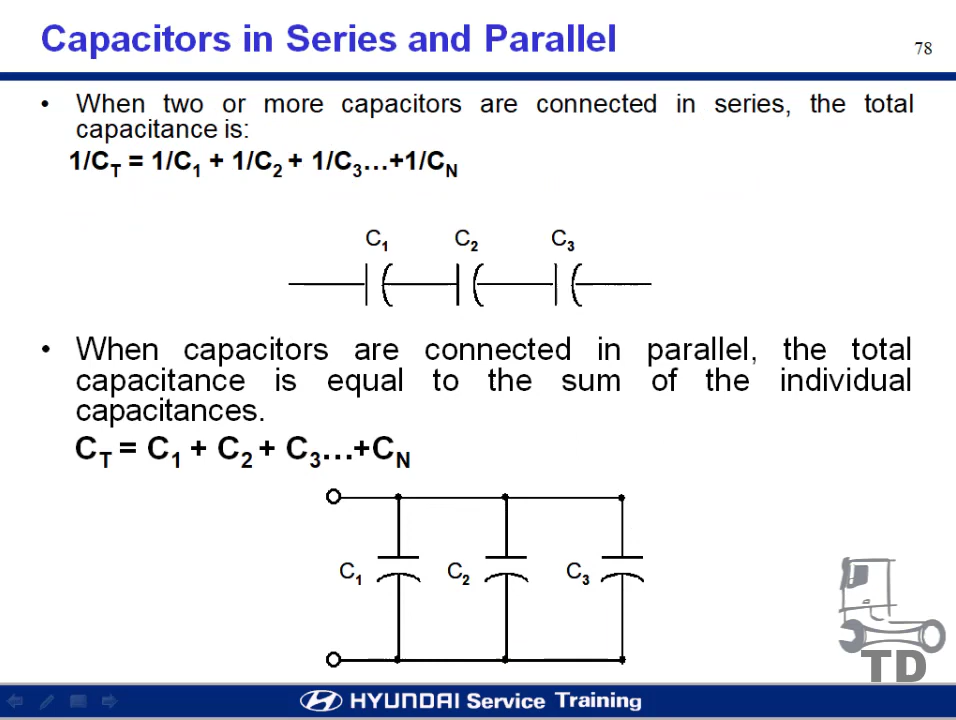 Capacitors in Series and Parallel
78
• When two or more capacitors are connected in series, the total
capacitance is:
1/CT = 1/C1 + 1/C2 + 1/C3…+1/CN
C1 C2 C3
• When capacitors are connected in parallel, the total
capacitance is equal to the sum of the individual
capacitances.
CT = C1 + C2 + C3…+CN
C1 C2 C3
TD
HYUNDAI Service Training